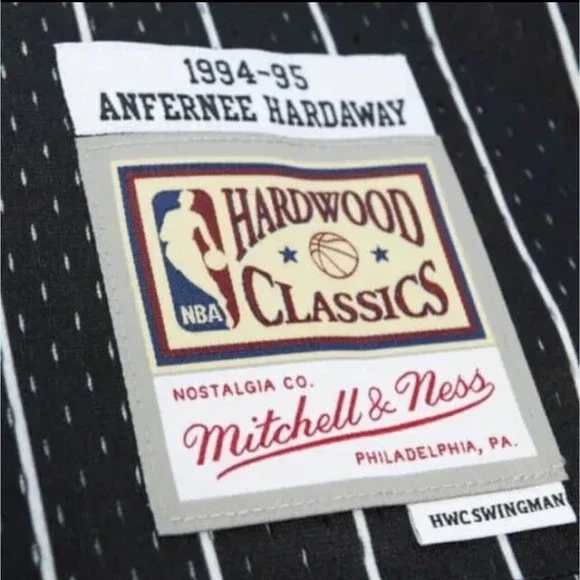 1994-95
ANFERNEE HARDAWAY
HARDWOOD
CLASSICS
NBA
NOSTALGIA CO.
Mitchell & Ness
PHILADELPHIA, PA.
HWC SWINGMAN